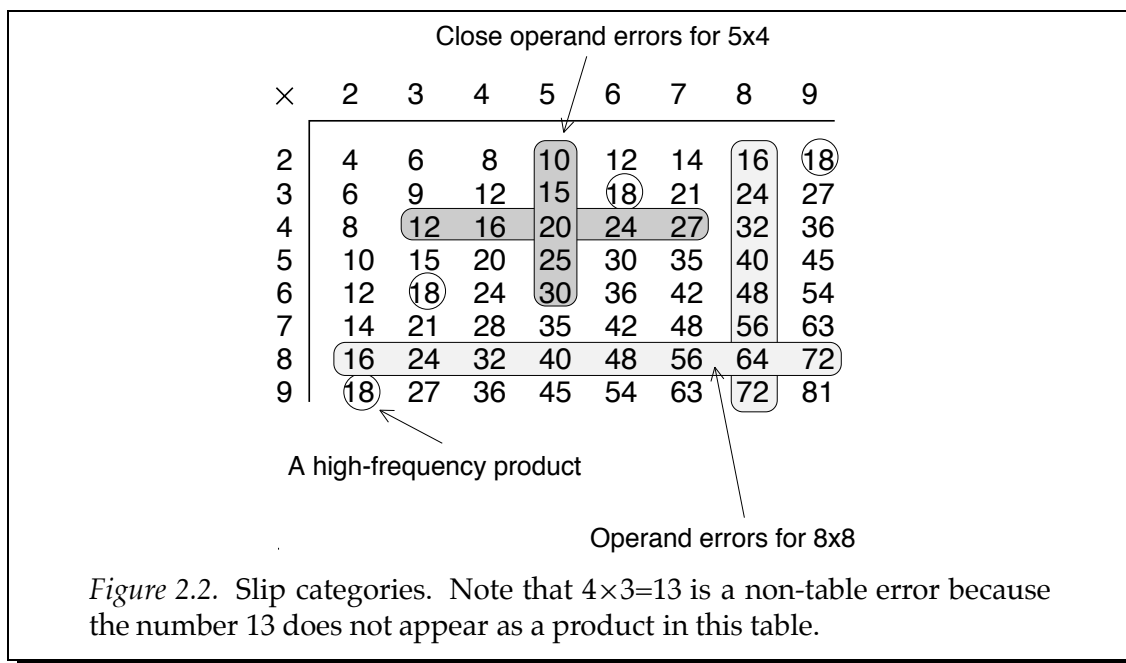 Close operand errors for 5x4
× 2 3 4 5 6 7 8 9
2 4 6 8 10 12 14 16 18
3 6 9 12 15 18 21 24 27
4 8 12 16 20 24 27 32 36
5 10 15 20 25 30 35 40 45
6 12 18 24 30 36 42 48 54
7 14 21 28 35 42 48 56 63
8 16 24 32 40 48 56 64 72
9 18 27 36 45 54 63 72 81
A high-frequency product
Operand errors for 8x8
Figure 2.2. Slip categories. Note that 4×3=13 is a non-table error because
the number 13 does not appear as a product in this table.